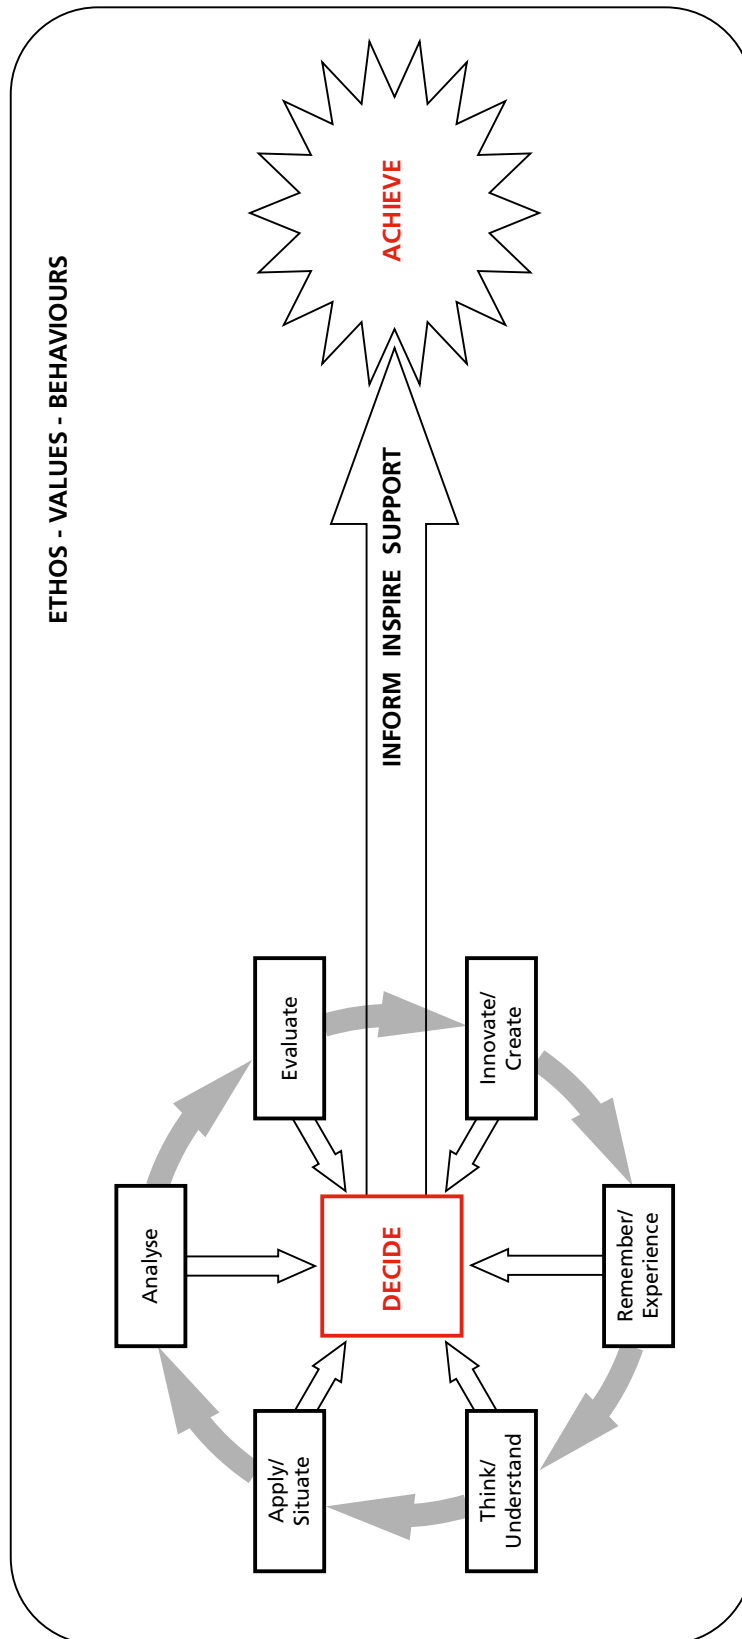 ETHOS - VALUES - BEHAVIOURS
Analyse
Apply/
Situate
Evaluate
DECIDE
INFORM INSPIRE SUPPORT
ACHIEVE
Think/
Understand
Innovate/
Create
Remember/
Experience